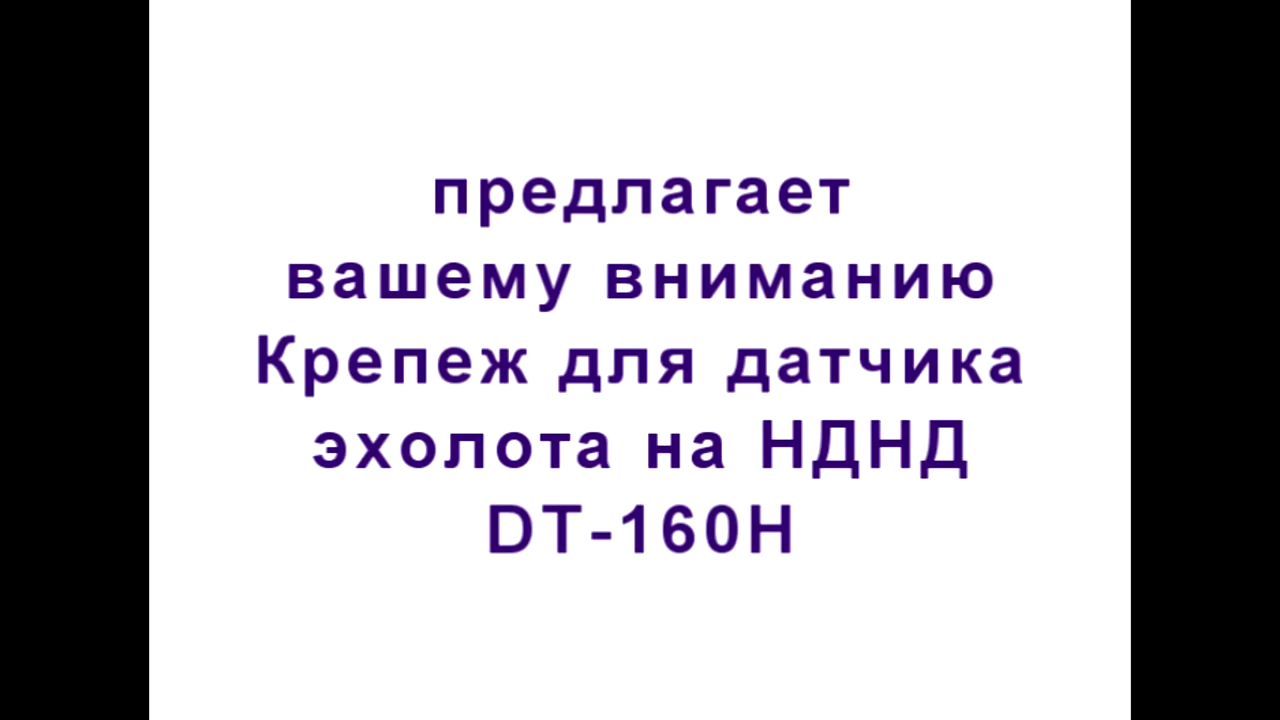 предлагает
вашему вниманию
Крепеж для датчика
эхолота на НДНД
DT-160H